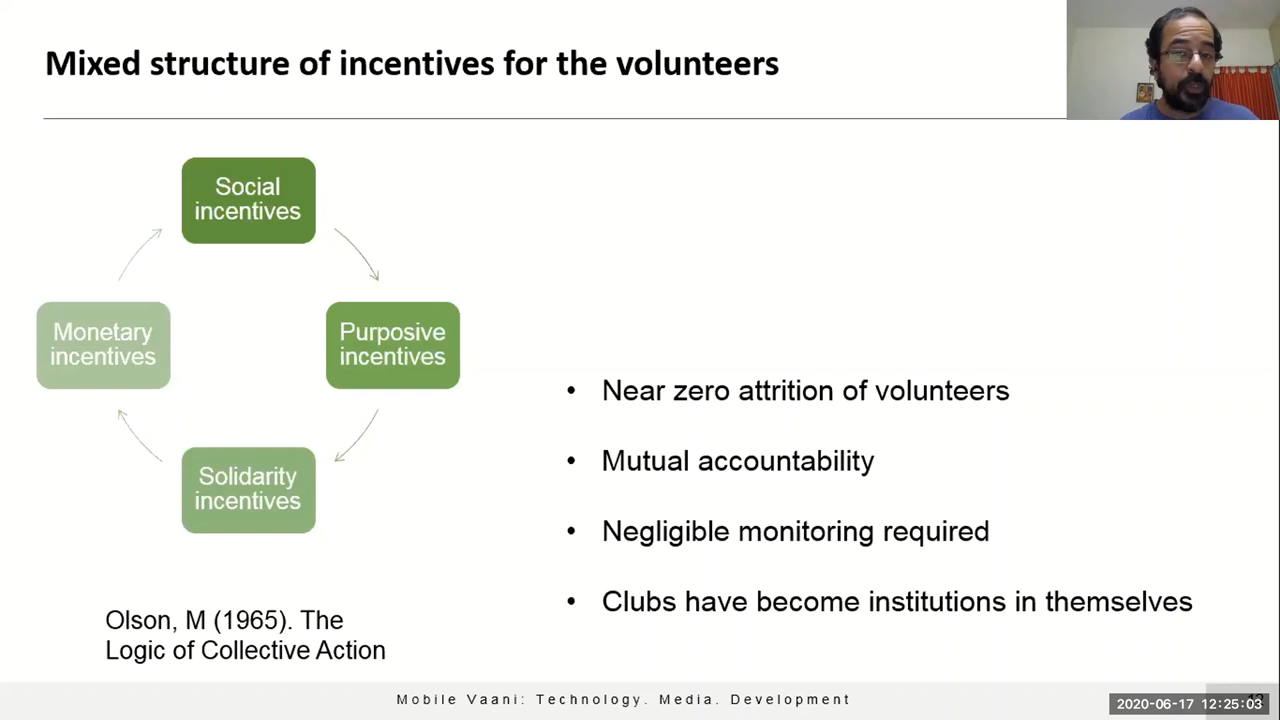 Mixed structure of incentives for the volunteers
Social
incentives
Monetary
incentives
Purposive
incentives
Solidarity
incentives
• Near zero attrition of volunteers
• Mutual accountability
• Negligible monitoring required
• Clubs have become institutions in themselves
Olson, M (1965). The
Logic of Collective Action
Mobile Vaani: Technology. Media. Development
2020-06-17 12:25:03